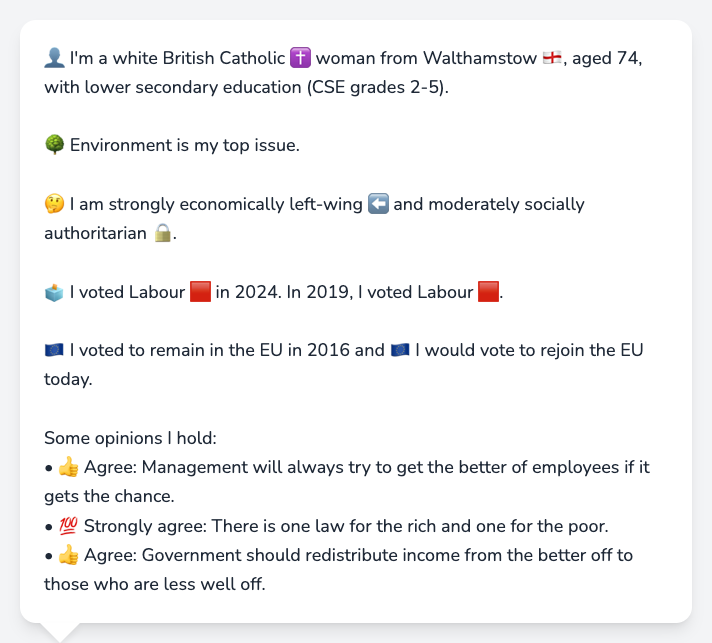 👤 I'm a white British Catholic ✝️ woman from Walthamstow 🏴󠁧󠁢󠁥󠁮󠁧󠁿, aged 74,
with lower secondary education (CSE grades 2-5).
🌳 Environment is my top issue.
🤔 I am strongly economically left-wing ⬅️ and moderately socially
authoritarian 🔒.
🗳️ I voted Labour 🟥 in 2024. In 2019, I voted Labour 🟥.
🇪🇺 I voted to remain in the EU in 2016 and 🇪🇺 I would vote to rejoin the EU
today.
Some opinions I hold:
• 👍 Agree: Management will always try to get the better of employees if it
gets the chance.
• 💯 Strongly agree: There is one law for the rich and one for the poor.
• 👍 Agree: Government should redistribute income from the better off to
those who are less well off.